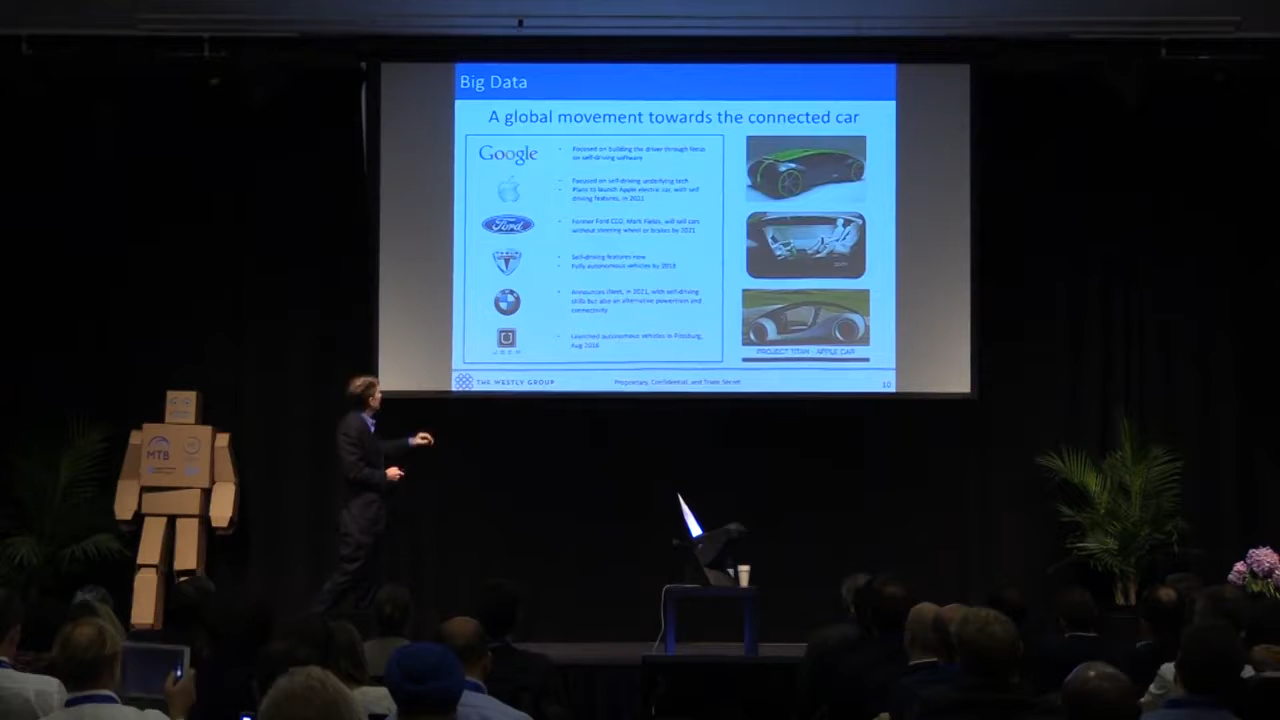 Big Data
A global movement towards the connected car
Google
Focused on building the driver through focus
on self-driving software
Focused on self-driving underlying tech
Plans to launch Apple electric car, with self
driving features, in 2021
Ford
Former Ford CEO, Mark Fields, will sell cars
without steering wheel or brakes by 2021
Self-driving features now
Fully autonomous vehicles by 2018
Announces iNext, in 2021, with self-driving
skills but also an alternative powertrain and
connectivity
UBER
Launched autonomous vehicles in Pittsburg,
Aug 2016
PROJECT TITAN - APPLE CAR
THE WESTLY GROUP
Proprietary, Confidential, and Trade Secret
10
MTB